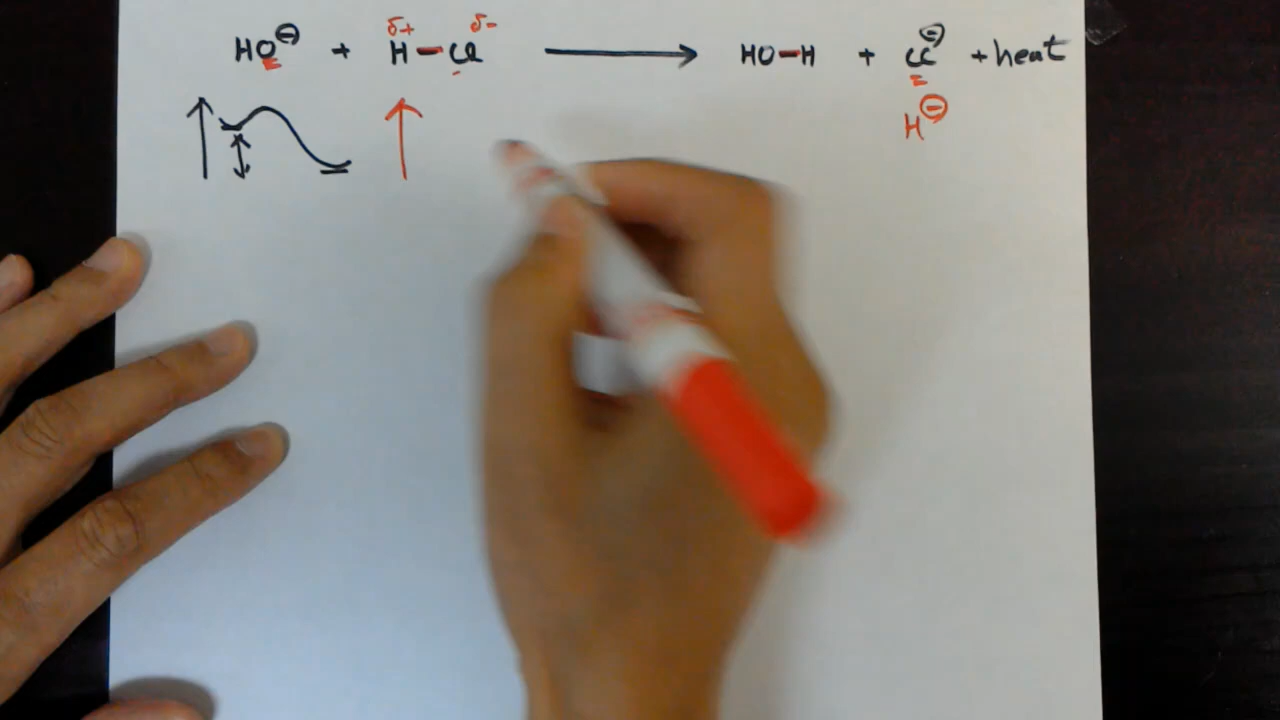 δ+ δ-
HO⊖ + H-Cl ⟶ HO-H + Cl⊖ + heat
H⊖